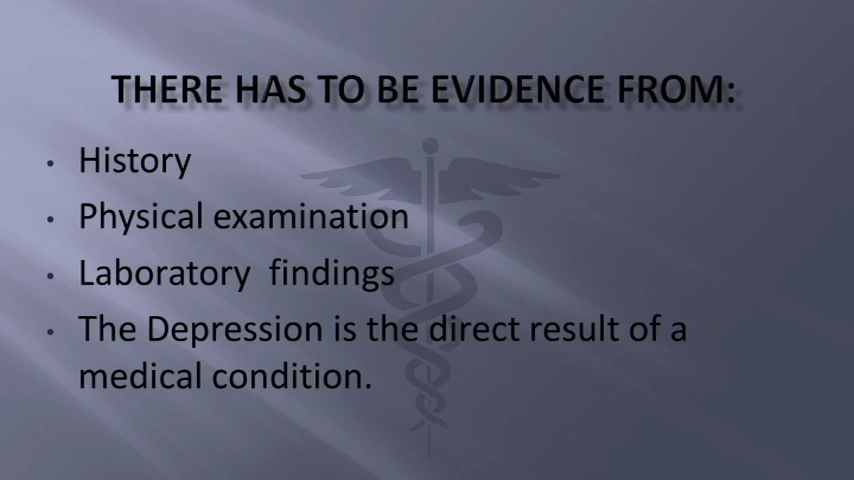 THERE HAS TO BE EVIDENCE FROM:
• History
• Physical examination
• Laboratory  findings
• The Depression is the direct result of a
medical condition.